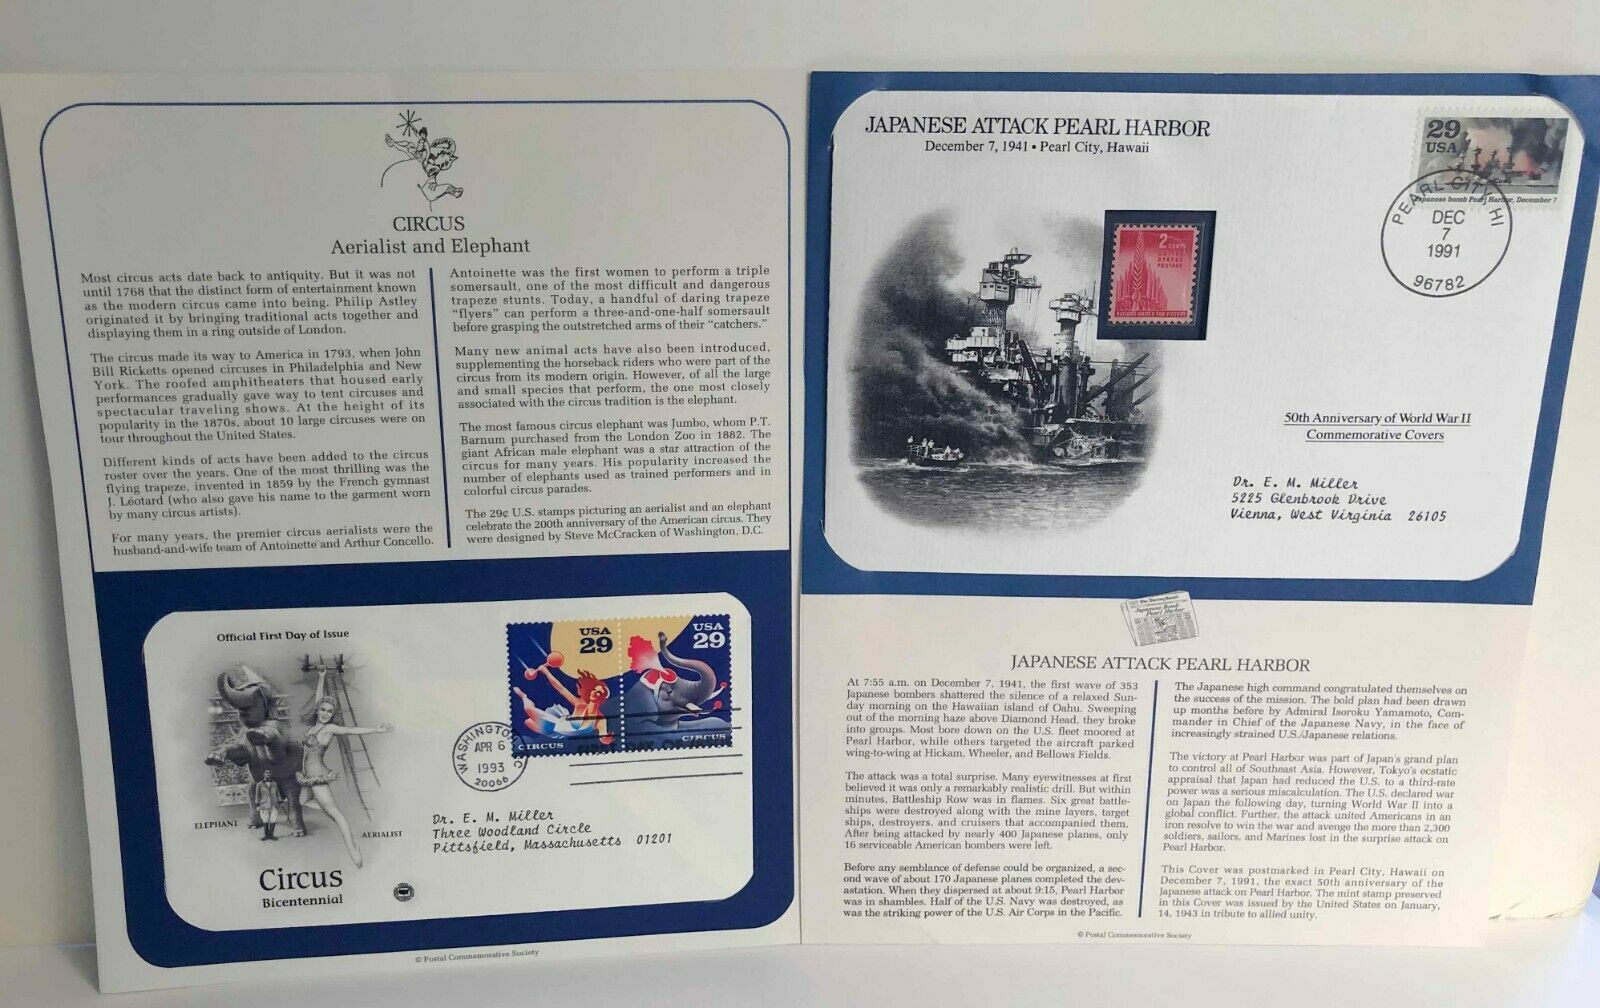 CIRCUS
Aerialist and Elephant
Most circus acts date back to antiquity. But it was not
until 1768 that the distinct form of entertainment known
as the modern circus came into being. Philip Astley
originated it by bringing traditional acts together and
displaying them in a ring outside of London.
The circus made its way to America in 1793, when John
Bill Ricketts opened circuses in Philadelphia and New
York. The roofed amphitheaters that housed early
performances gradually gave way to tent circuses and
spectacular traveling shows. At the height of its
popularity in the 1870s, about 10 large circuses were on
tour throughout the United States.
Different kinds of acts have been added to the circus
roster over the years. One of the most thrilling was the
flying trapeze, invented in 1859 by the French gymnast
J. Léotard (who also gave his name to the garment worn
by many circus artists).
For many years, the premier circus aerialists were the
husband-and-wife team of Antoinette and Arthur Concello.
Antoinette was the first women to perform a triple
somersault, one of the most difficult and dangerous
trapeze stunts. Today, a handful of daring trapeze
"flyers" can perform a three-and-one-half somersault
before grasping the outstretched arms of their "catchers."
Many new animal acts have also been introduced,
supplementing the horseback riders who were part of the
circus from its modern origin. However, of all the large
and small species that perform, the one most closely
associated with the circus tradition is the elephant.
The most famous circus elephant was Jumbo, whom P.T.
Barnum purchased from the London Zoo in 1882. The
giant African male elephant was a star attraction of the
circus for many years. His popularity increased the
number of elephants used as trained performers and in
colorful circus parades.
The 29¢ U.S. stamps picturing an aerialist and an elephant
celebrate the 200th anniversary of the American circus. They
were designed by Steve McCracken of Washington, D.C.
Official First Day of Issue
ELEPHANT
AERIALIST
Circus
Bicentennial
USA
29
CIRCUS
USA
29
CIRCUS
WASHINGTON DC
APR 6
1993
20066
Dr. E. M. Miller
Three Woodland Circle
Pittsfield, Massachusetts 01201
© Postal Commemorative Society
JAPANESE ATTACK PEARL HARBOR
December 7, 1941 • Pearl City, Hawaii
2 CENTS
UNITED
STATES
POSTAGE
NATIONS UNITED FOR VICTORY
29
USA
Japanese bomb Pearl Harbor, December 7
PEARL CITY, HI
DEC
7
1991
96782
50th Anniversary of World War II
Commemorative Covers
Dr. E. M. Miller
5225 Glenbrook Drive
Vienna, West Virginia 26105
Japanese Bomb
Pearl Harbor
JAPANESE ATTACK PEARL HARBOR
At 7:55 a.m. on December 7, 1941, the first wave of 353
Japanese bombers shattered the silence of a relaxed Sun-
day morning on the Hawaiian island of Oahu. Sweeping
out of the morning haze above Diamond Head, they broke
into groups. Most bore down on the U.S. fleet moored at
Pearl Harbor, while others targeted the aircraft parked
wing-to-wing at Hickam, Wheeler, and Bellows Fields.
The attack was a total surprise. Many eyewitnesses at first
believed it was only a remarkably realistic drill. But within
minutes, Battleship Row was in flames. Six great battle-
ships were destroyed along with the mine layers, target
ships, destroyers, and cruisers that accompanied them.
After being attacked by nearly 400 Japanese planes, only
16 serviceable American bombers were left.
Before any semblance of defense could be organized, a sec-
ond wave of about 170 Japanese planes completed the dev-
astation. When they dispersed at about 9:15, Pearl Harbor
was in shambles. Half of the U.S. Navy was destroyed, as
was the striking power of the U.S. Air Corps in the Pacific.
The Japanese high command congratulated themselves on
the success of the mission. The bold plan had been drawn
up months before by Admiral Isoroku Yamamoto, Com-
mander in Chief of the Japanese Navy, in the face of
increasingly strained U.S./Japanese relations.
The victory at Pearl Harbor was part of Japan's grand plan
to control all of Southeast Asia. However, Tokyo's ecstatic
appraisal that Japan had reduced the U.S. to a third-rate
power was a serious miscalculation. The U.S. declared war
on Japan the following day, turning World War II into a
global conflict. Further, the attack united Americans in an
iron resolve to win the war and avenge the more than 2,300
soldiers, sailors, and Marines lost in the surprise attack on
Pearl Harbor.
This Cover was postmarked in Pearl City, Hawaii on
December 7, 1991, the exact 50th anniversary of the
Japanese attack on Pearl Harbor. The mint stamp preserved
in this Cover was issued by the United States on January,
14, 1943 in tribute to allied unity.
© Postal Commemorative Society